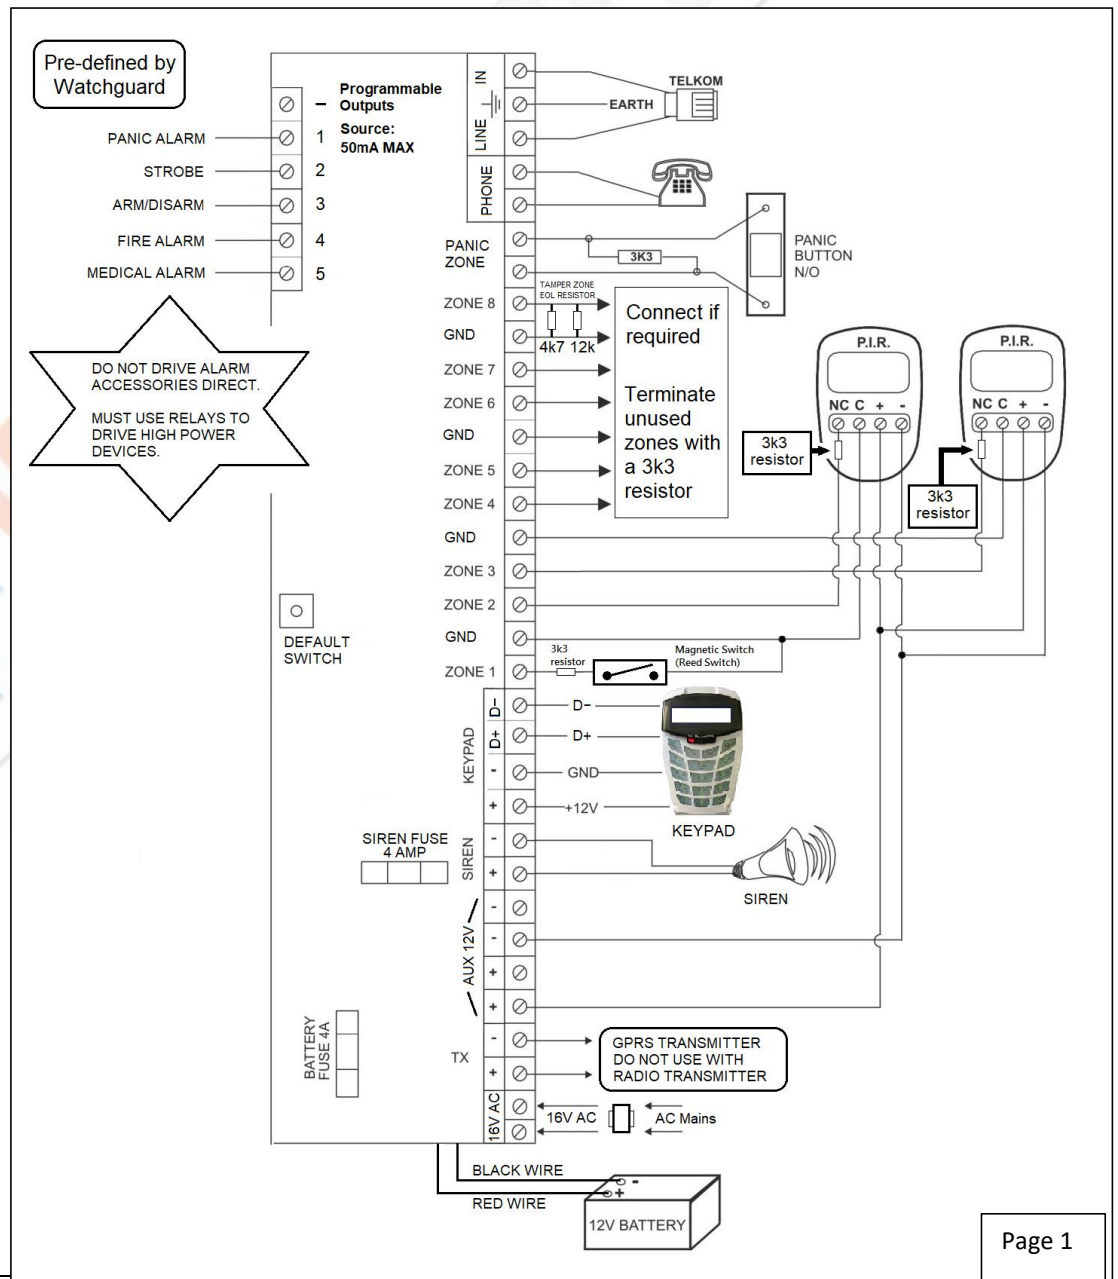 Pre-defined by
Watchguard
Programmable
Outputs
Source:
50mA MAX
–
PANIC ALARM 1
STROBE 2
ARM/DISARM 3
FIRE ALARM 4
MEDICAL ALARM 5
DO NOT DRIVE ALARM
ACCESSORIES DIRECT.
MUST USE RELAYS TO
DRIVE HIGH POWER
DEVICES.
LINE IN
TELKOM
EARTH
PHONE
PANIC
ZONE
3K3
PANIC
BUTTON
N/O
ZONE 8
TAMPER ZONE
EOL RESISTOR
GND
4k7 12k
ZONE 7
ZONE 6
GND
ZONE 5
ZONE 4
Connect if
required
Terminate
unused
zones with
a 3k3
resistor
P.I.R.
NC C + -
3k3
resistor
P.I.R.
NC C + -
3k3
resistor
GND
ZONE 3
ZONE 2
GND
ZONE 1
3k3
resistor
Magnetic Switch
(Reed Switch)
DEFAULT
SWITCH
KEYPAD
D–
D+
-
+
D–
D+
GND
+12V
KEYPAD
SIREN FUSE
4 AMP
SIREN
-
+
SIREN
AUX 12V
-
-
+
+
BATTERY
FUSE 4A
TX
-
+
GPRS TRANSMITTER
DO NOT USE WITH
RADIO TRANSMITTER
16V AC
16V AC
AC Mains
BLACK WIRE
RED WIRE
-
+
12V BATTERY
Page 1